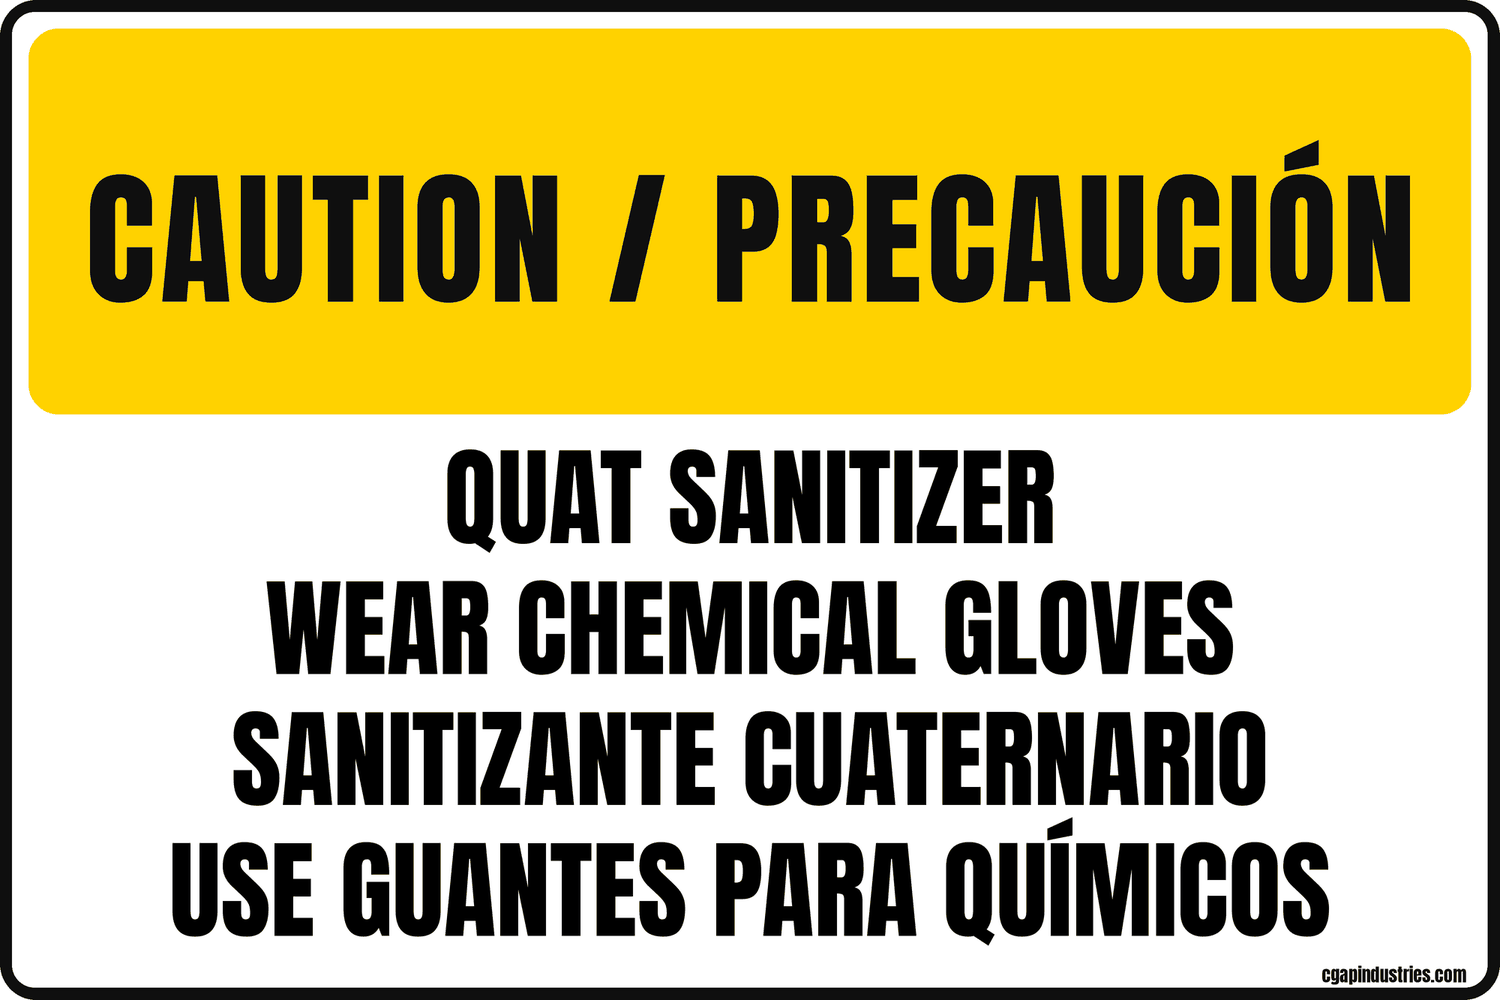 CAUTION / PRECAUCIÓN
QUAT SANITIZER
WEAR CHEMICAL GLOVES
SANITIZANTE CUATERNARIO
USE GUANTES PARA QUÍMICOS
cgapindustries.com